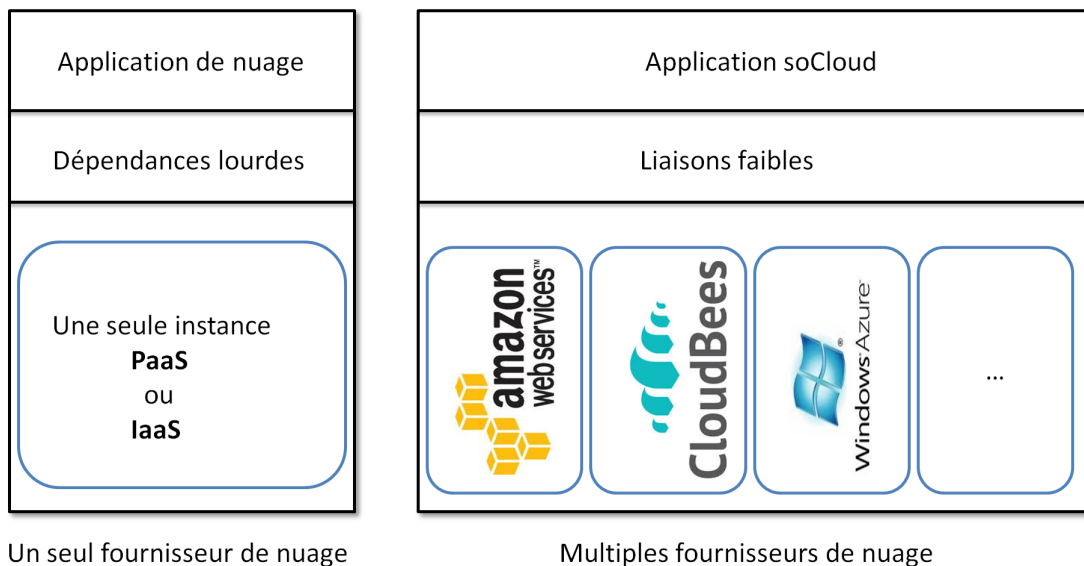 Application de nuage
Dépendances lourdes
Une seule instance
PaaS
ou
IaaS
Un seul fournisseur de nuage
Application soCloud
Liaisons faibles
amazon
webservices™
CloudBees
Windows Azure
®
...
Multiples fournisseurs de nuage